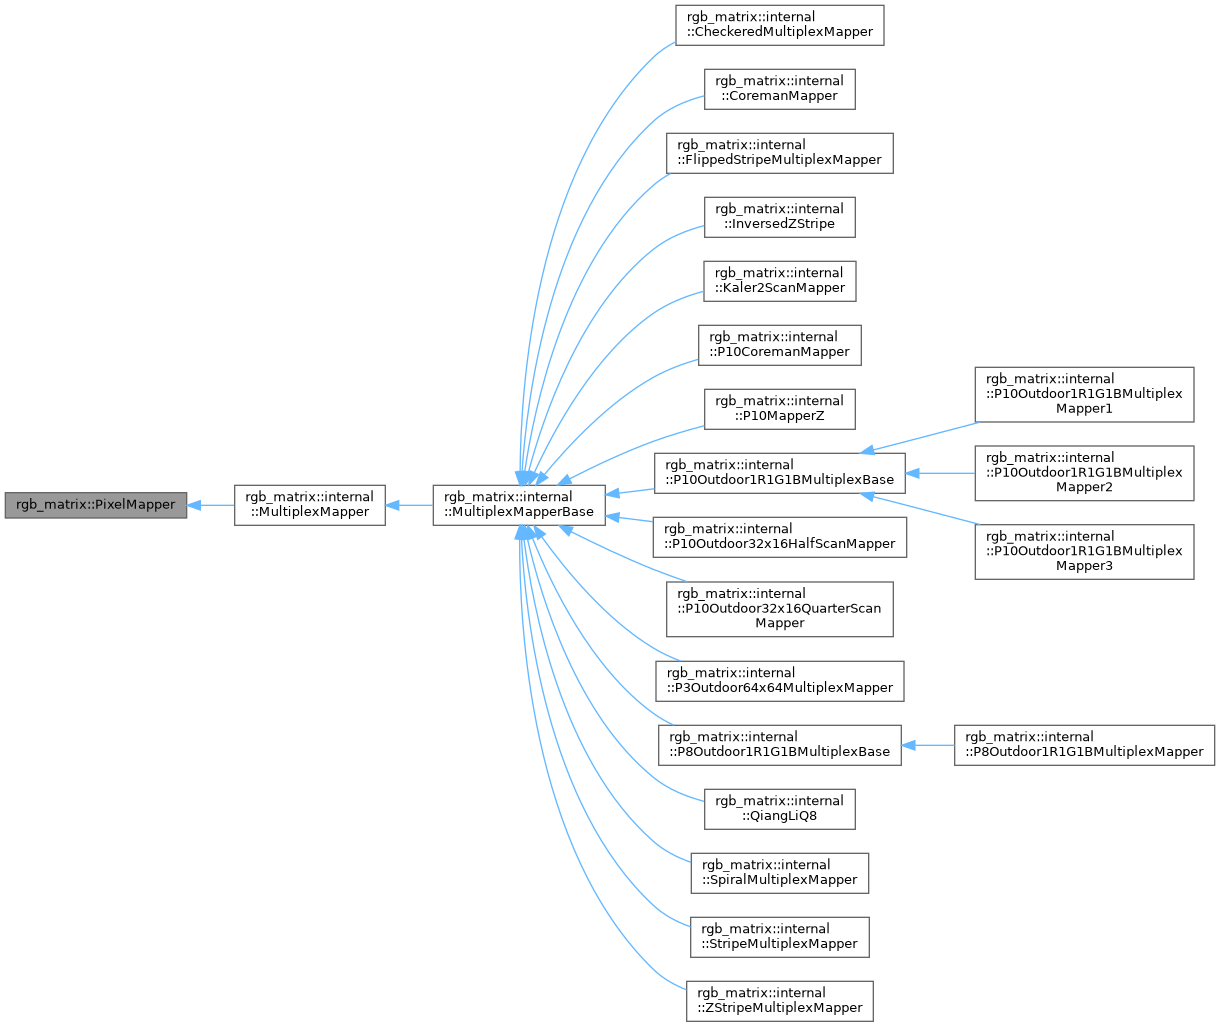 rgb_matrix::internal
::CheckeredMultiplexMapper
rgb_matrix::internal
::CoremanMapper
rgb_matrix::internal
::FlippedStripeMultiplexMapper
rgb_matrix::internal
::InversedZStripe
rgb_matrix::internal
::Kaler2ScanMapper
rgb_matrix::internal
::P10CoremanMapper
rgb_matrix::internal
::P10MapperZ
rgb_matrix::internal
::P10Outdoor1R1G1BMultiplexBase
rgb_matrix::internal
::P10Outdoor1R1G1BMultiplex
Mapper1
rgb_matrix::internal
::P10Outdoor1R1G1BMultiplex
Mapper2
rgb_matrix::internal
::P10Outdoor1R1G1BMultiplex
Mapper3
rgb_matrix::PixelMapper
rgb_matrix::internal
::MultiplexMapper
rgb_matrix::internal
::MultiplexMapperBase
rgb_matrix::internal
::P10Outdoor32x16HalfScanMapper
rgb_matrix::internal
::P10Outdoor32x16QuarterScan
Mapper
rgb_matrix::internal
::P3Outdoor64x64MultiplexMapper
rgb_matrix::internal
::P8Outdoor1R1G1BMultiplexBase
rgb_matrix::internal
::P8Outdoor1R1G1BMultiplexMapper
rgb_matrix::internal
::QiangLiQ8
rgb_matrix::internal
::SpiralMultiplexMapper
rgb_matrix::internal
::StripeMultiplexMapper
rgb_matrix::internal
::ZStripeMultiplexMapper